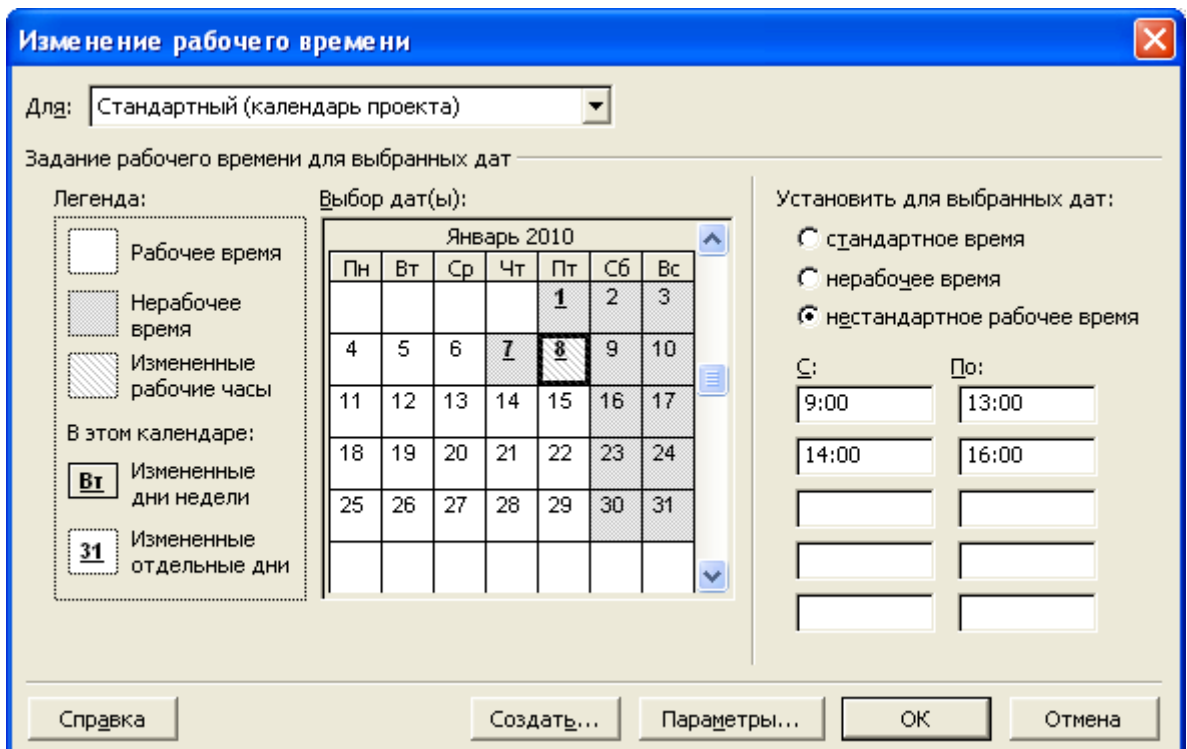 Изменение рабочего времени
Для: Стандартный (календарь проекта)
Задание рабочего времени для выбранных дат
Легенда:
Рабочее время
Нерабочее
время
Измененные
рабочие часы
В этом календаре:
Вт Измененные
дни недели
31 Измененные
отдельные дни
Выбор дат(ы):
Январь 2010
Пн Вт Ср Чт Пт Сб Вс
1 2 3
4 5 6 7 8 9 10
11 12 13 14 15 16 17
18 19 20 21 22 23 24
25 26 27 28 29 30 31
Установить для выбранных дат:
стандартное время
нерабочее время
нестандартное рабочее время
С: По:
9:00 13:00
14:00 16:00
Справка Создать... Параметры... ОК Отмена